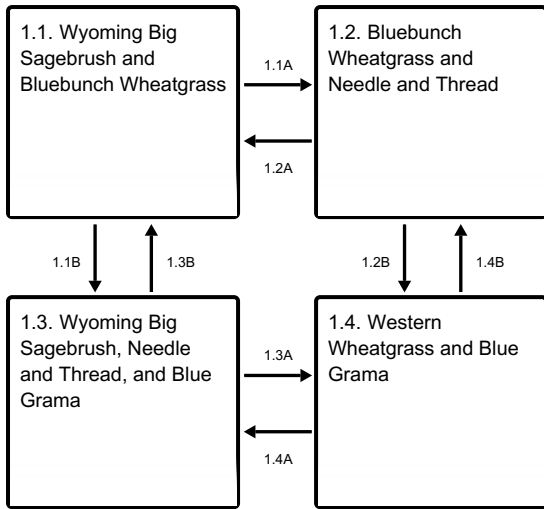 1.1. Wyoming Big
Sagebrush and
Bluebunch Wheatgrass
1.1A
1.2A
1.2. Bluebunch
Wheatgrass and
Needle and Thread
1.1B
1.3B
1.2B
1.4B
1.3. Wyoming Big
Sagebrush, Needle
and Thread, and Blue
Grama
1.3A
1.4A
1.4. Western
Wheatgrass and Blue
Grama